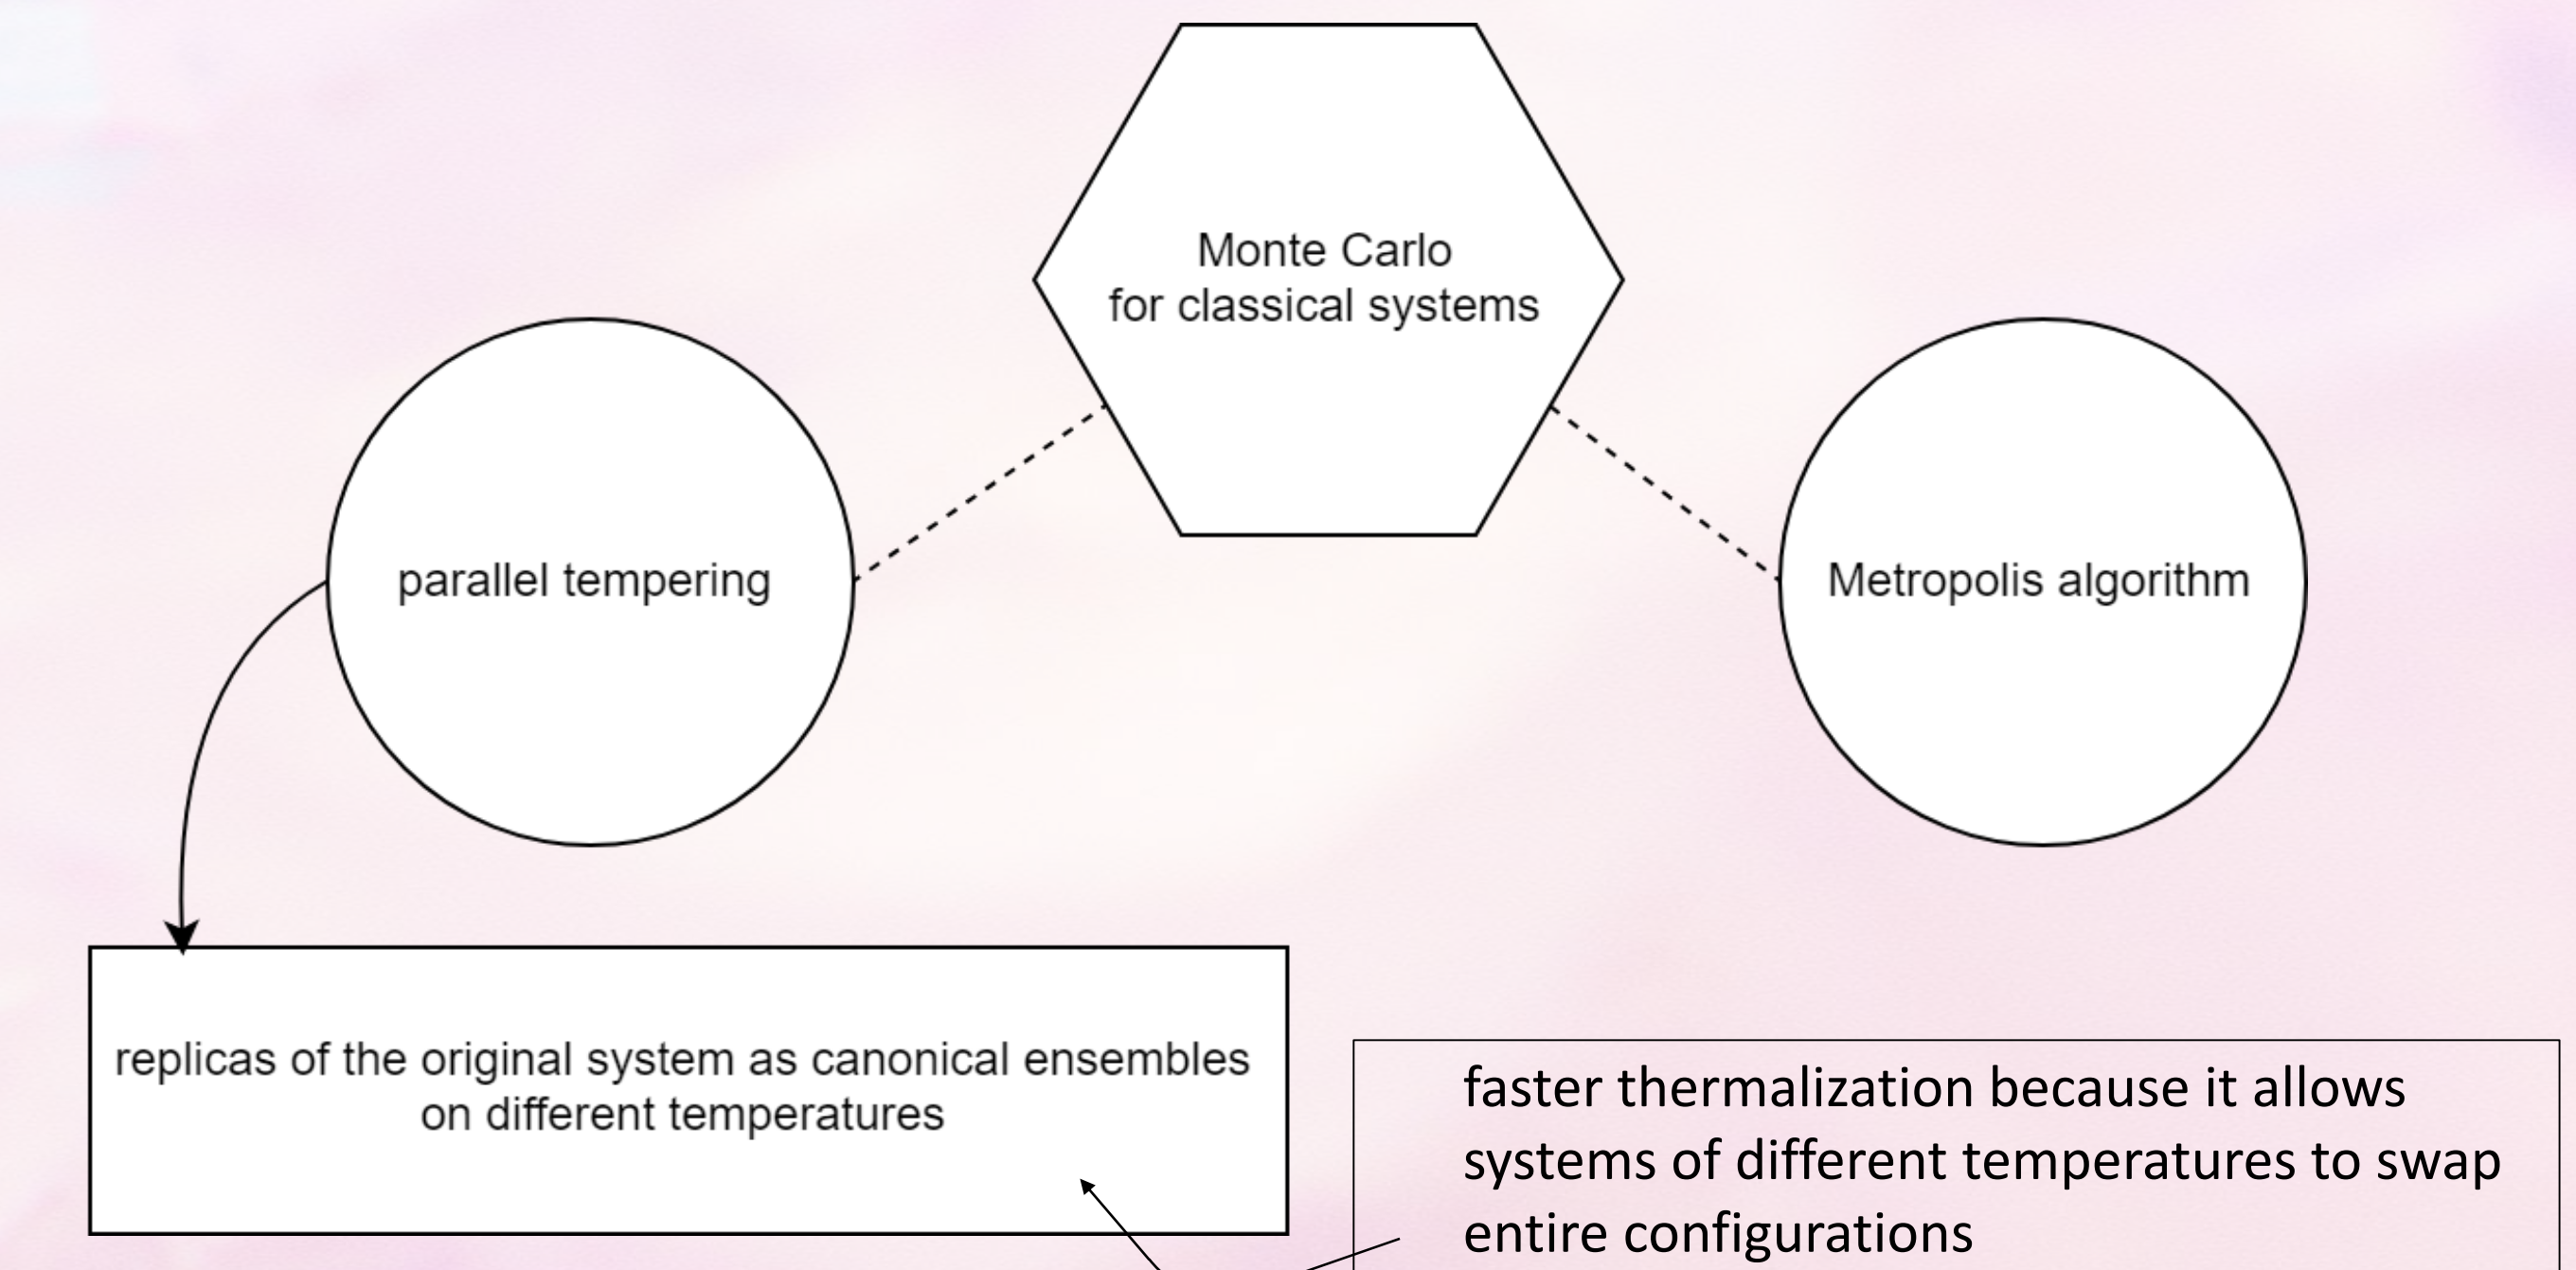 Monte Carlo
for classical systems
parallel tempering
Metropolis algorithm
replicas of the original system as canonical ensembles
on different temperatures
faster thermalization because it allows
systems of different temperatures to swap
entire configurations